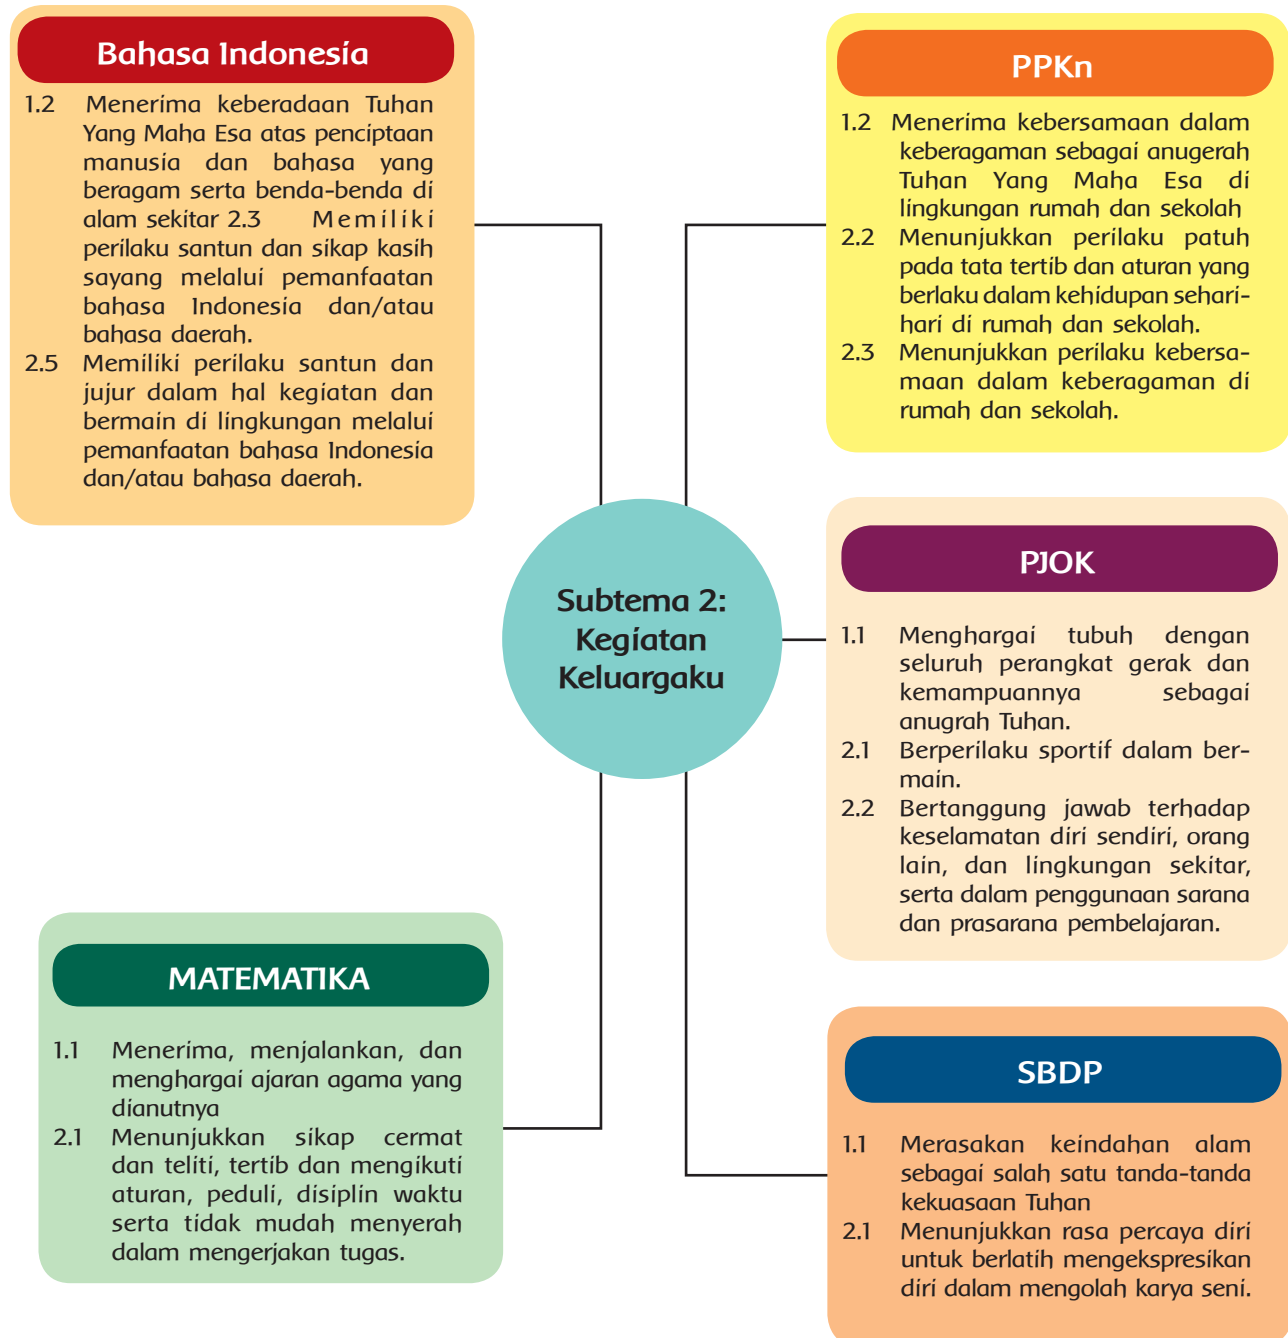 Bahasa Indonesia
1.2 Menerima keberadaan Tuhan
Yang Maha Esa atas penciptaan
manusia dan bahasa yang
beragam serta benda-benda di
alam sekitar 2.3 Memiliki
perilaku santun dan sikap kasih
sayang melalui pemanfaatan
bahasa Indonesia dan/atau
bahasa daerah.
2.5 Memiliki perilaku santun dan
jujur dalam hal kegiatan dan
bermain di lingkungan melalui
pemanfaatan bahasa Indonesia
dan/atau bahasa daerah.
PPKn
1.2 Menerima kebersamaan dalam
keberagaman sebagai anugerah
Tuhan Yang Maha Esa di
lingkungan rumah dan sekolah
2.2 Menunjukkan perilaku patuh
pada tata tertib dan aturan yang
berlaku dalam kehidupan sehari-
hari di rumah dan sekolah.
2.3 Menunjukkan perilaku kebersa-
maan dalam keberagaman di
rumah dan sekolah.
Subtema 2:
Kegiatan
Keluargaku
PJOK
1.1 Menghargai tubuh dengan
seluruh perangkat gerak dan
kemampuannya sebagai
anugrah Tuhan.
2.1 Berperilaku sportif dalam ber-
main.
2.2 Bertanggung jawab terhadap
keselamatan diri sendiri, orang
lain, dan lingkungan sekitar,
serta dalam penggunaan sarana
dan prasarana pembelajaran.
MATEMATIKA
1.1 Menerima, menjalankan, dan
menghargai ajaran agama yang
dianutnya
2.1 Menunjukkan sikap cermat
dan teliti, tertib dan mengikuti
aturan, peduli, disiplin waktu
serta tidak mudah menyerah
dalam mengerjakan tugas.
SBDP
1.1 Merasakan keindahan alam
sebagai salah satu tanda-tanda
kekuasaan Tuhan
2.1 Menunjukkan rasa percaya diri
untuk berlatih mengekspresikan
diri dalam mengolah karya seni.